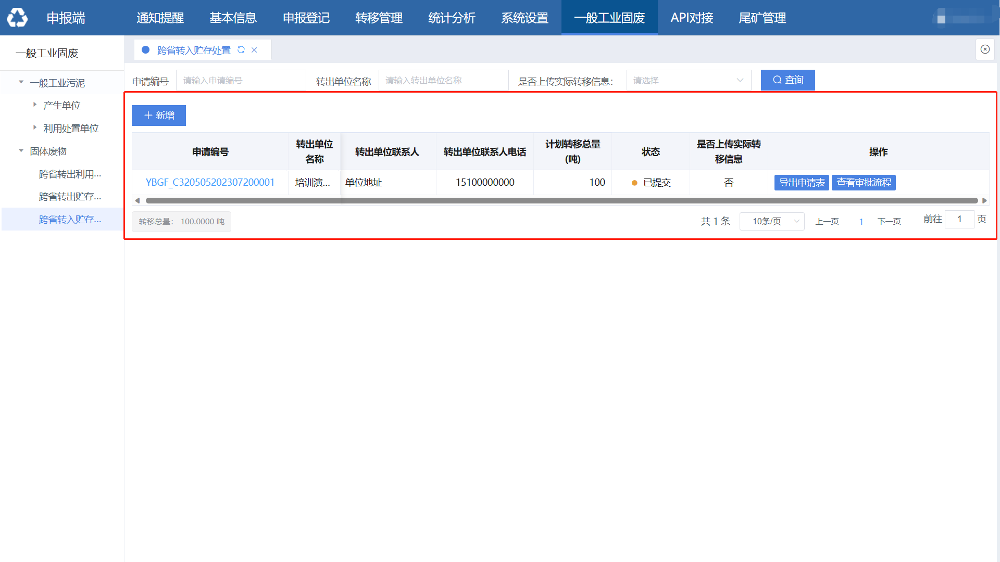 申报端
通知提醒 基本信息 申报登记 转移管理 统计分析 系统设置 一般工业固废 API对接 尾矿管理
一般工业固废
一般工业污泥
产生单位
利用处置单位
固体废物
跨省转出利用...
跨省转出贮存...
跨省转入贮存...
跨省转入贮存处置
申请编号 请输入申请编号 转出单位名称 请输入转出单位名称 是否上传实际转移信息: 请选择 查询
新增
申请编号 转出单位名称 转出单位联系人 转出单位联系人电话 计划转移总量(吨) 状态 是否上传实际转移信息 操作
YBGF_C320505202307200001 培训演... 单位地址 15100000000 100 已提交 否 导出申请表 查看审批流程
转移总量: 100.0000 吨
共 1 条 10条/页 上一页 1 下一页 前往 1 页